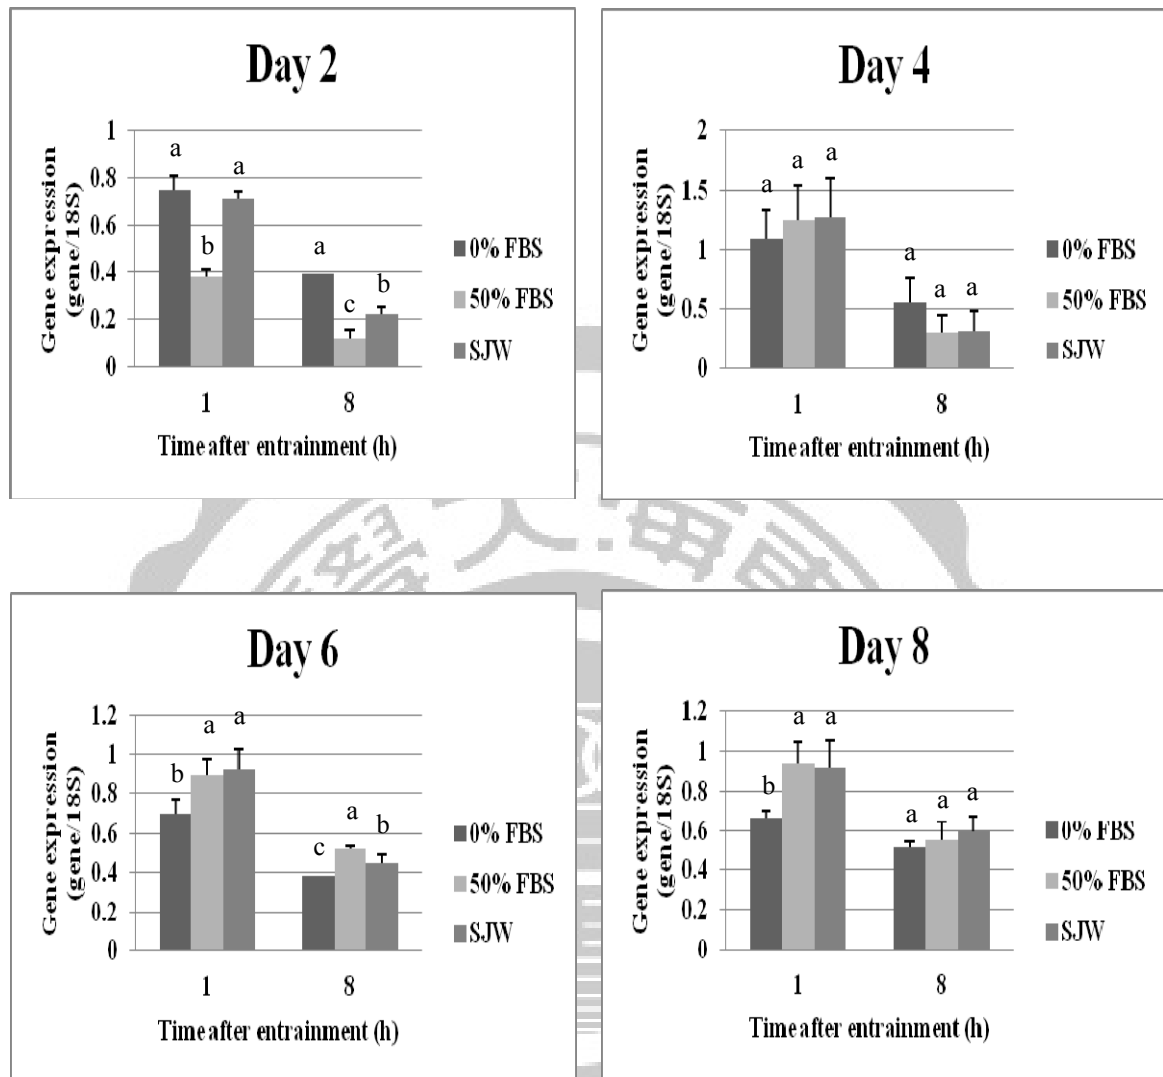 Day 2
Gene expression
(gene/18S)
1
0.8
0.6
0.4
0.2
0
a
b
a
a
c
b
1
8
Time after entrainment (h)
0% FBS
50% FBS
SJW
Day 4
Gene expression
(gene/18S)
2
1.5
1
0.5
0
a
a
a
a
a
a
1
8
Time after entrainment (h)
0% FBS
50% FBS
SJW
Day 6
Gene expression
(gene/18S)
1.2
1
0.8
0.6
0.4
0.2
0
b
a
a
c
a
b
1
8
Time after entrainment (h)
0% FBS
50% FBS
SJW
Day 8
Gene expression
(gene/18S)
1.2
1
0.8
0.6
0.4
0.2
0
b
a
a
a
a
a
1
8
Time after entrainment (h)
0% FBS
50% FBS
SJW